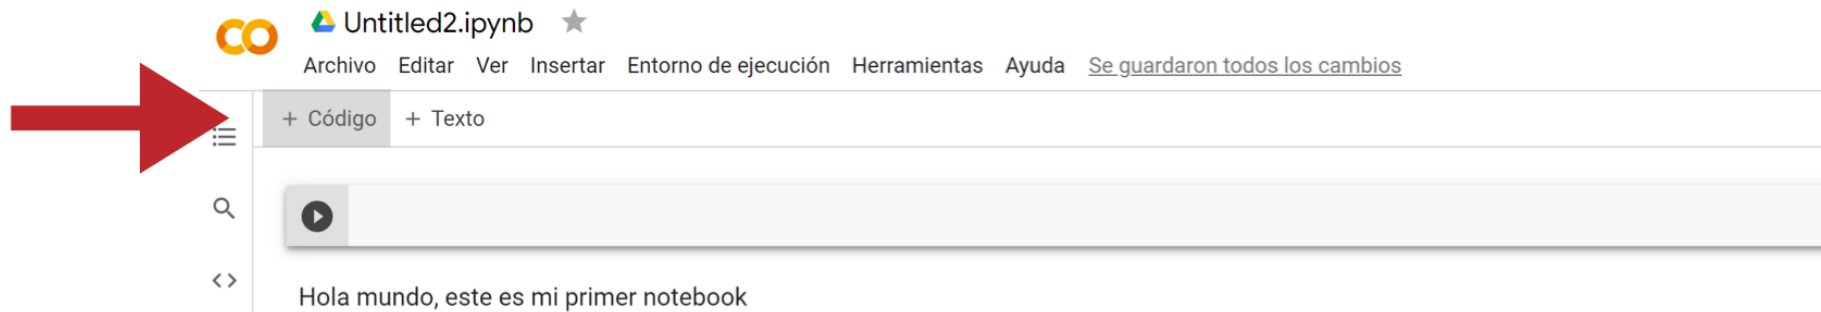 Untitled2.ipynb
Archivo Editar Ver Insertar Entorno de ejecución Herramientas Ayuda Se guardaron todos los cambios
+ Código + Texto
Hola mundo, este es mi primer notebook